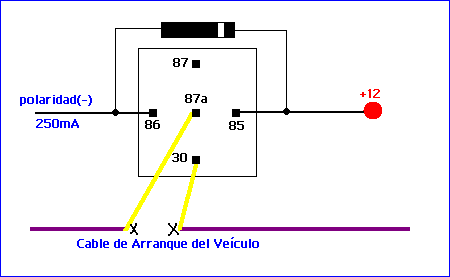 87
polaridad(-)
87a
+12
250mA
86
85
30
Cable de Arranque del Veículo